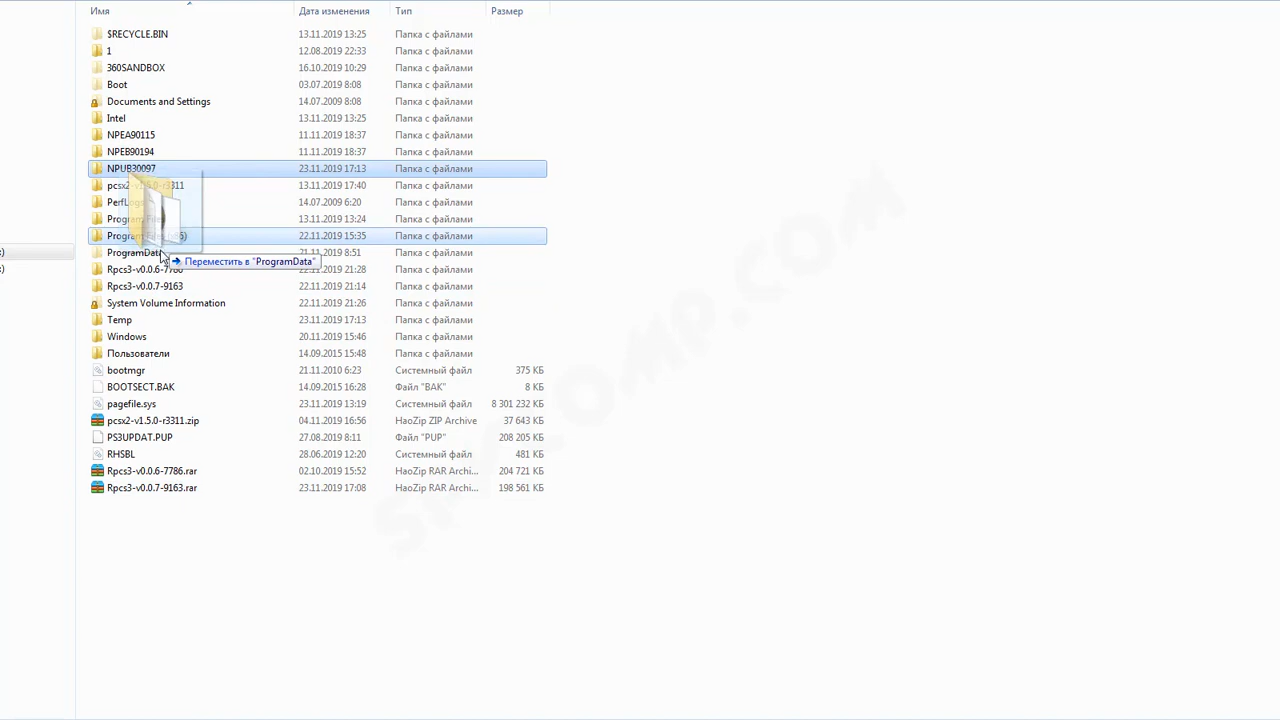 Имя Дата изменения Тип Размер
$RECYCLE.BIN 13.11.2019 13:25 Папка с файлами
1 12.08.2019 22:33 Папка с файлами
360SANDBOX 16.10.2019 10:29 Папка с файлами
Boot 03.07.2019 8:08 Папка с файлами
Documents and Settings 14.07.2009 8:08 Папка с файлами
Intel 13.11.2019 13:25 Папка с файлами
NPEA90115 11.11.2019 18:37 Папка с файлами
NPEB90194 11.11.2019 18:37 Папка с файлами
NPUB30097 23.11.2019 17:13 Папка с файлами
pcsx2-v1.5.0-r3311 13.11.2019 17:40 Папка с файлами
PerfLogs 14.07.2009 6:20 Папка с файлами
Program Files 13.11.2019 13:24 Папка с файлами
Program Files (x86) 22.11.2019 15:35 Папка с файлами
ProgramData 21.11.2019 8:51 Папка с файлами
Переместить в "ProgramData"
Rpcs3-v0.0.6-7786 22.11.2019 21:28 Папка с файлами
Rpcs3-v0.0.7-9163 22.11.2019 21:14 Папка с файлами
System Volume Information 22.11.2019 21:26 Папка с файлами
Temp 23.11.2019 17:13 Папка с файлами
Windows 20.11.2019 15:46 Папка с файлами
Пользователи 14.09.2015 15:48 Папка с файлами
bootmgr 21.11.2010 6:23 Системный файл 375 КБ
BOOTSECT.BAK 14.09.2015 16:28 Файл "BAK" 8 КБ
pagefile.sys 23.11.2019 13:19 Системный файл 8 301 232 КБ
pcsx2-v1.5.0-r3311.zip 04.11.2019 16:56 HaoZip ZIP Archive 37 643 КБ
PS3UPDAT.PUP 27.08.2019 8:11 Файл "PUP" 208 205 КБ
RHSBL 28.06.2019 12:20 Системный файл 481 КБ
Rpcs3-v0.0.6-7786.rar 02.10.2019 15:52 HaoZip RAR Archi... 204 721 КБ
Rpcs3-v0.0.7-9163.rar 23.11.2019 17:08 HaoZip RAR Archi... 198 561 КБ
:)
:)